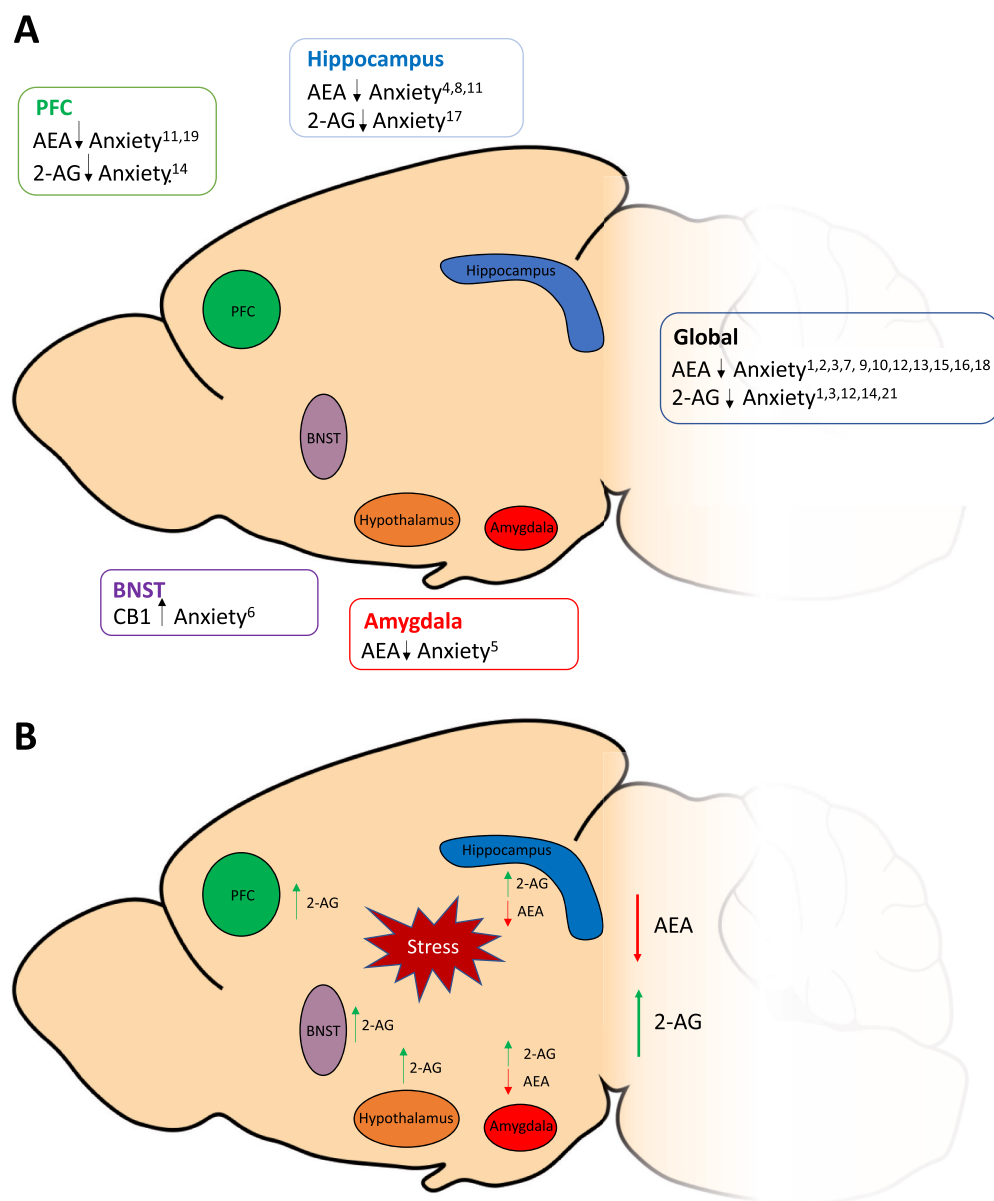 A
Hippocampus
AEA ↓ Anxiety4,8,11
2-AG ↓ Anxiety17
PFC
AEA ↓ Anxiety11,19
2-AG ↓ Anxiety.14
Hippocampus
PFC
Global
AEA ↓ Anxiety1,2,3,7, 9,10,12,13,15,16,18
2-AG ↓ Anxiety1,3,12,14,21
BNST
Hypothalamus
Amygdala
BNST
CB1 ↑ Anxiety6
Amygdala
AEA ↓ Anxiety5
B
Hippocampus
PFC
↑ 2-AG
↑ 2-AG
↓ AEA
Stress
↓ AEA
↑ 2-AG
BNST
↑ 2-AG
↑ 2-AG
↑ 2-AG
↓ AEA
Hypothalamus
Amygdala